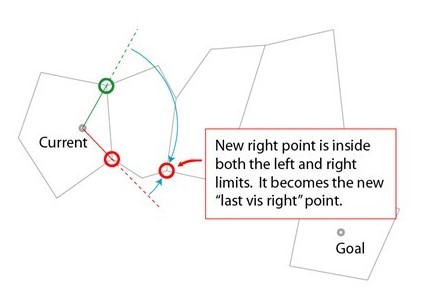 Current
New right point is inside
both the left and right
limits. It becomes the new
"last vis right" point.
Goal